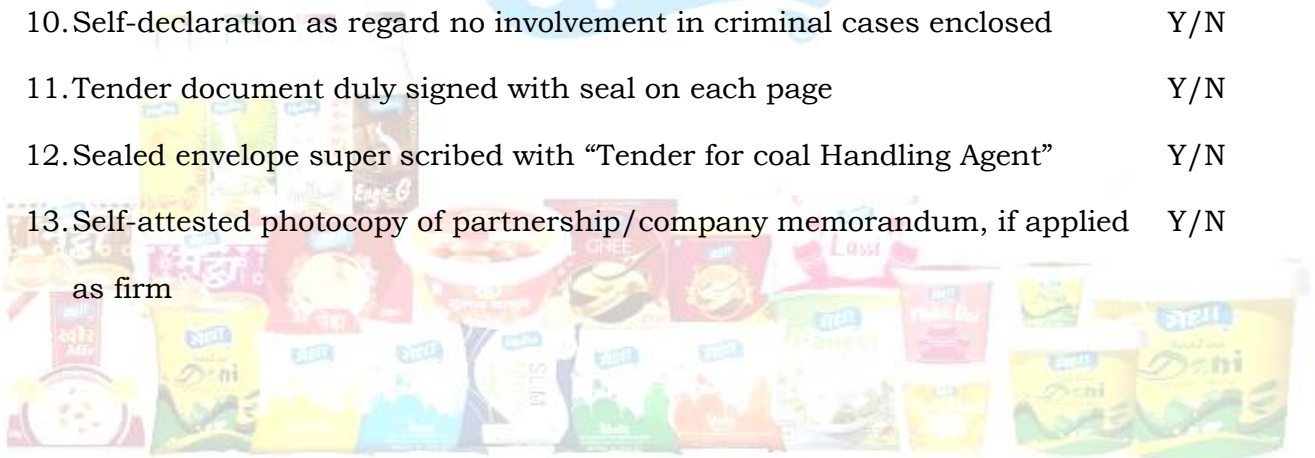 10. Self-declaration as regard no involvement in criminal cases enclosed Y/N
11. Tender document duly signed with seal on each page Y/N
12. Sealed envelope super scribed with “Tender for coal Handling Agent” Y/N
13. Self-attested photocopy of partnership/company memorandum, if applied Y/N
as firm
GHEE
Lassi